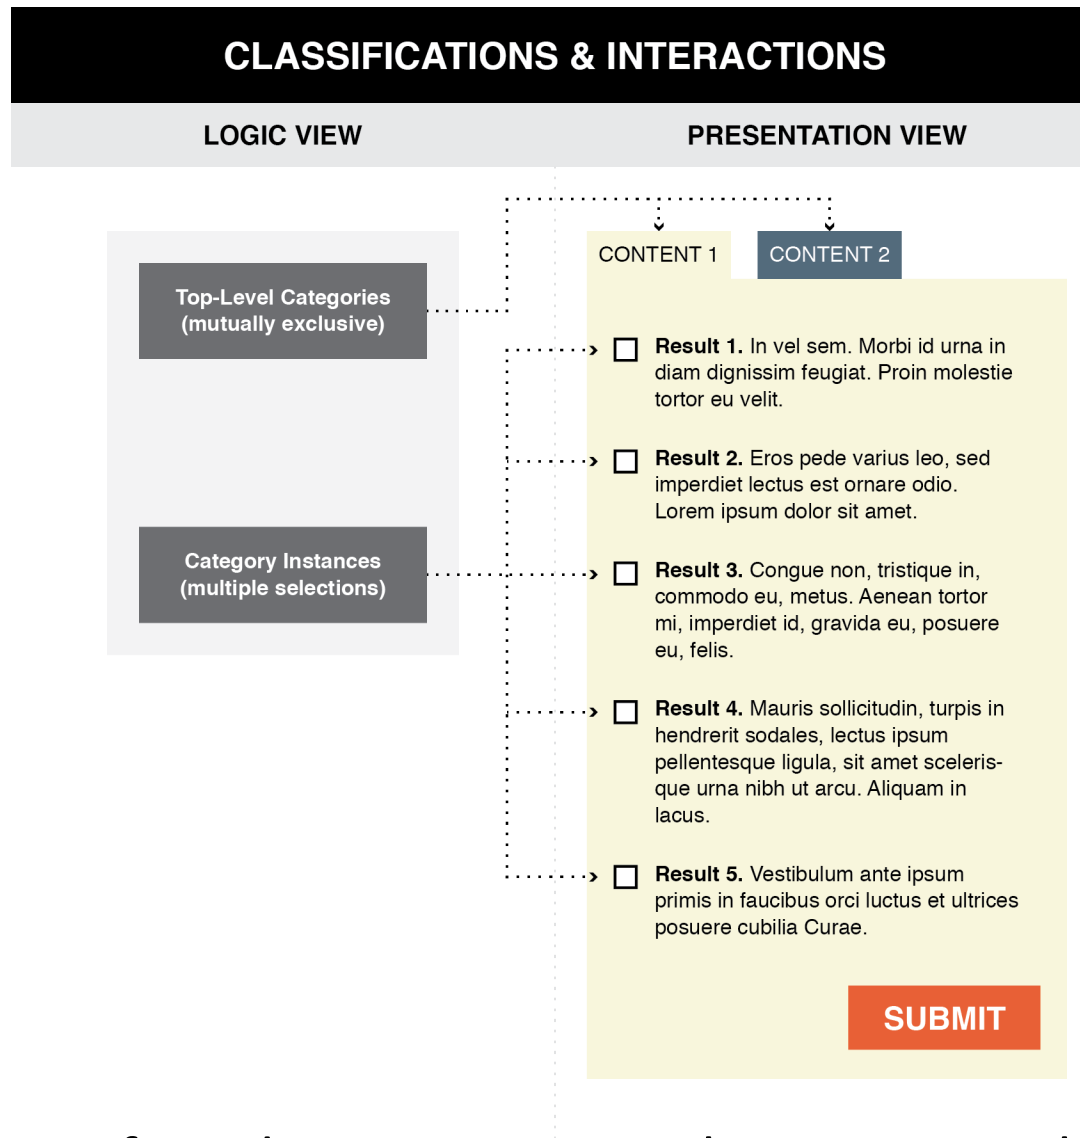 CLASSIFICATIONS & INTERACTIONS
LOGIC VIEW
PRESENTATION VIEW
Top-Level Categories
(mutually exclusive)
Category Instances
(multiple selections)
CONTENT 1
CONTENT 2
Result 1. In vel sem. Morbi id urna in
diam dignissim feugiat. Proin molestie
tortor eu velit.
Result 2. Eros pede varius leo, sed
imperdiet lectus est ornare odio.
Lorem ipsum dolor sit amet.
Result 3. Congue non, tristique in,
commodo eu, metus. Aenean tortor
mi, imperdiet id, gravida eu, posuere
eu, felis.
Result 4. Mauris sollicitudin, turpis in
hendrerit sodales, lectus ipsum
pellentesque ligula, sit amet sceleris-
que urna nibh ut arcu. Aliquam in
lacus.
Result 5. Vestibulum ante ipsum
primis in faucibus orci luctus et ultrices
posuere cubilia Curae.
SUBMIT